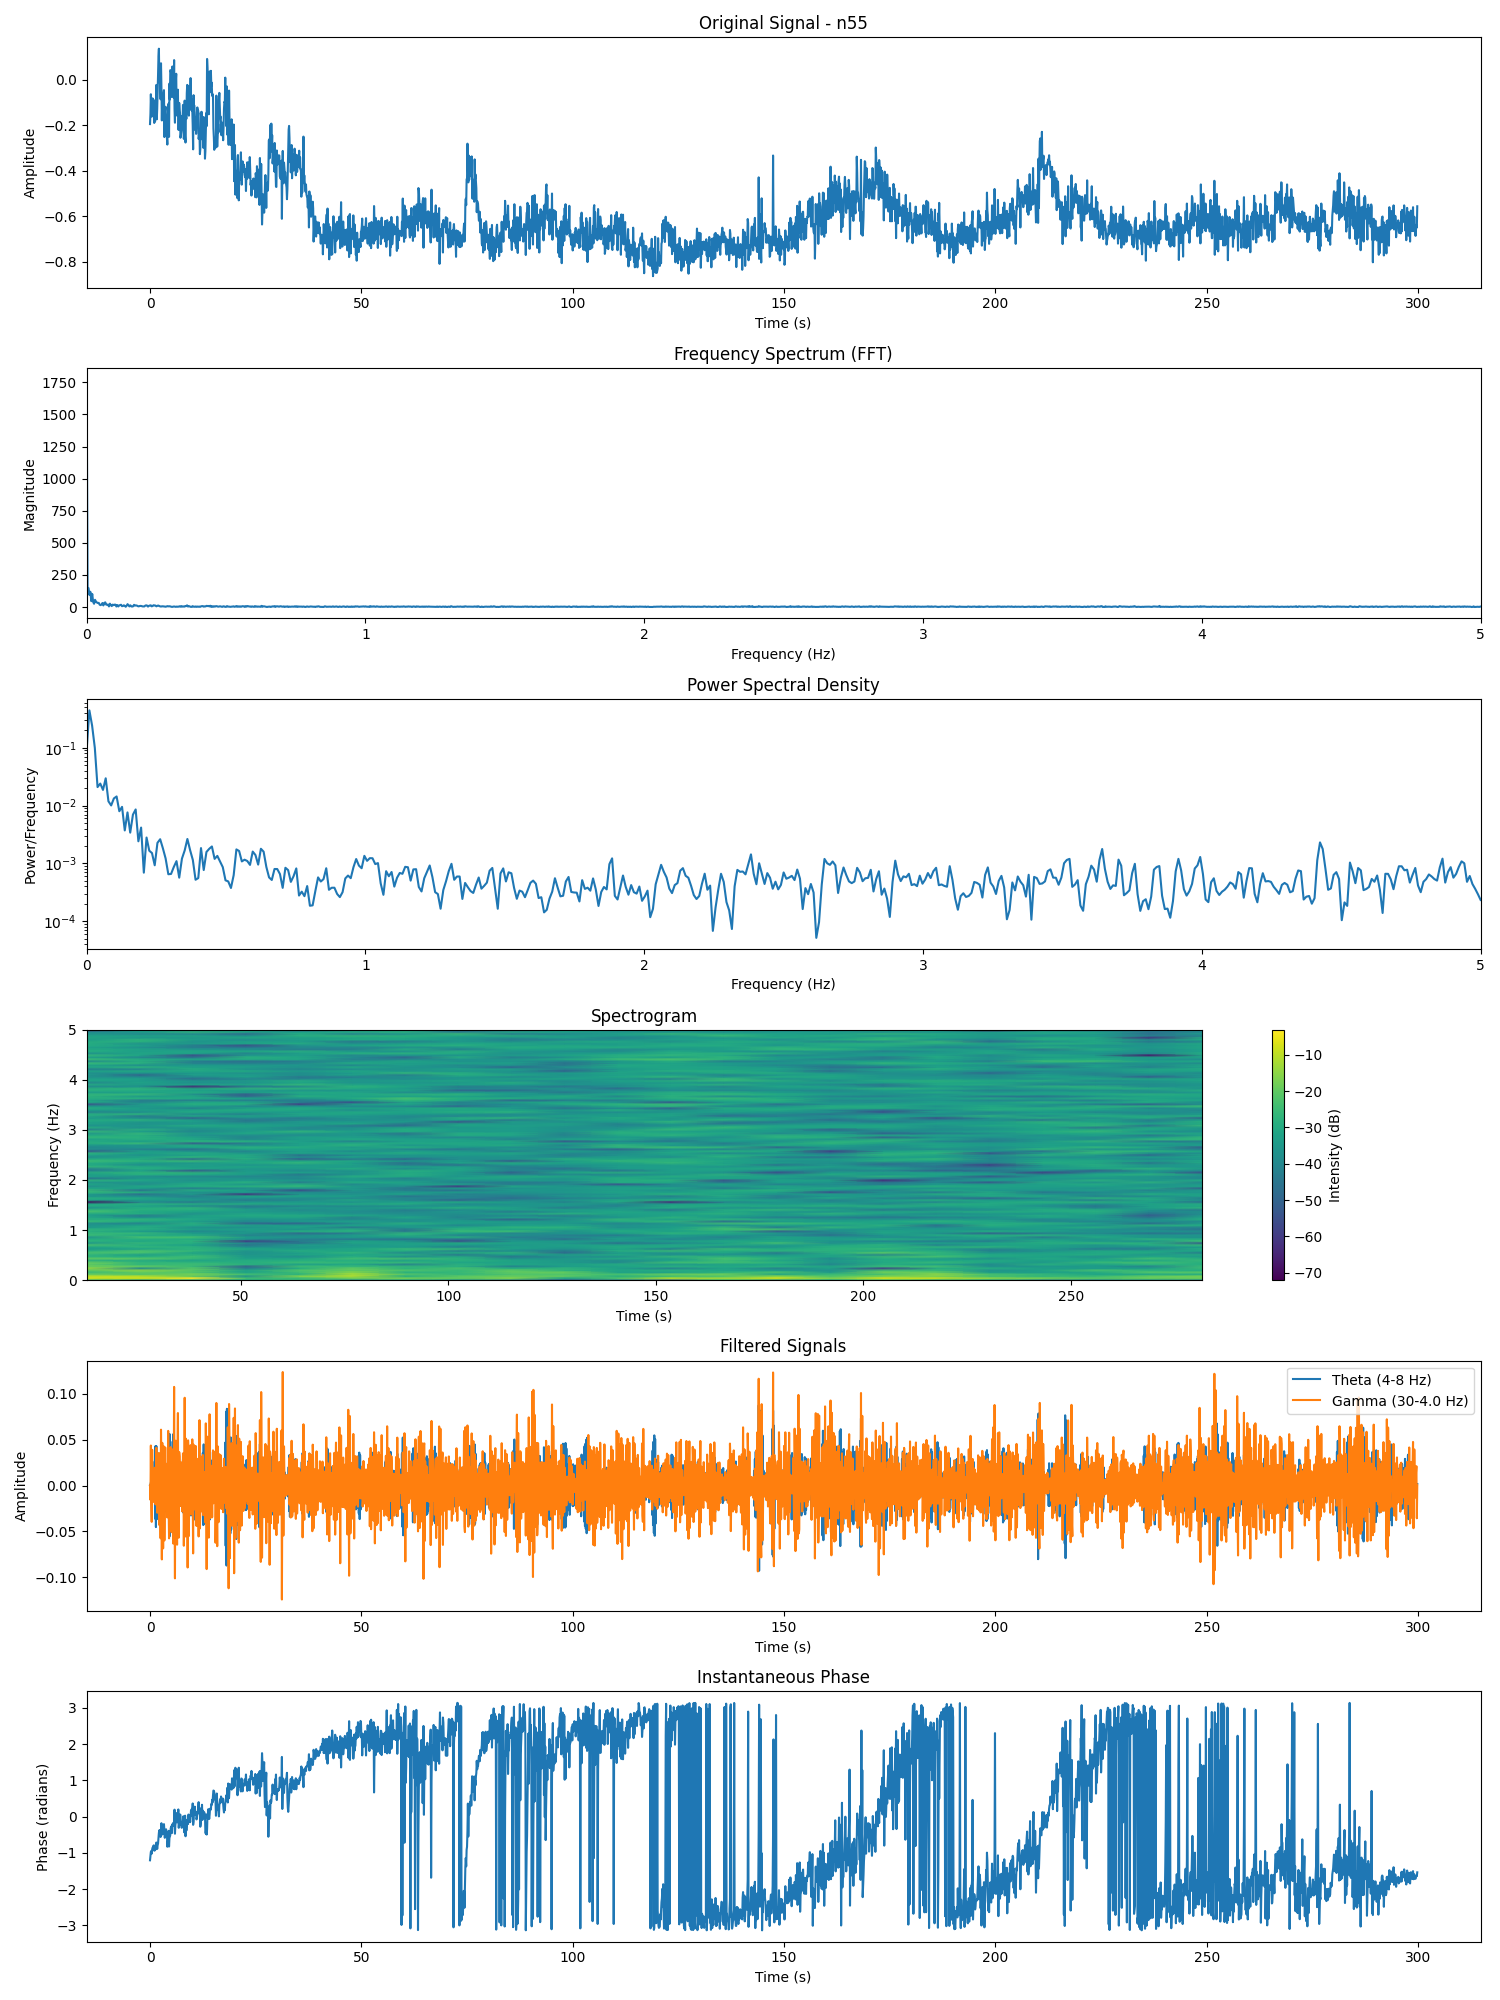 Original Signal - n55
Amplitude
0.0
−0.2
−0.4
−0.6
−0.8
0 50 100 150 200 250 300
Time (s)
Frequency Spectrum (FFT)
Magnitude
1750
1500
1250
1000
750
500
250
0
0 1 2 3 4 5
Frequency (Hz)
Power Spectral Density
Power/Frequency
10⁻¹
10⁻²
10⁻³
10⁻⁴
0 1 2 3 4 5
Frequency (Hz)
Spectrogram
Frequency (Hz)
5
4
3
2
1
0
50 100 150 200 250
Time (s)
−10
−20
−30
−40
−50
−60
−70
Intensity (dB)
Filtered Signals
Amplitude
0.10
0.05
0.00
−0.05
−0.10
Theta (4-8 Hz)
Gamma (30-4.0 Hz)
0 50 100 150 200 250 300
Time (s)
Instantaneous Phase
Phase (radians)
3
2
1
0
−1
−2
−3
0 50 100 150 200 250 300
Time (s)